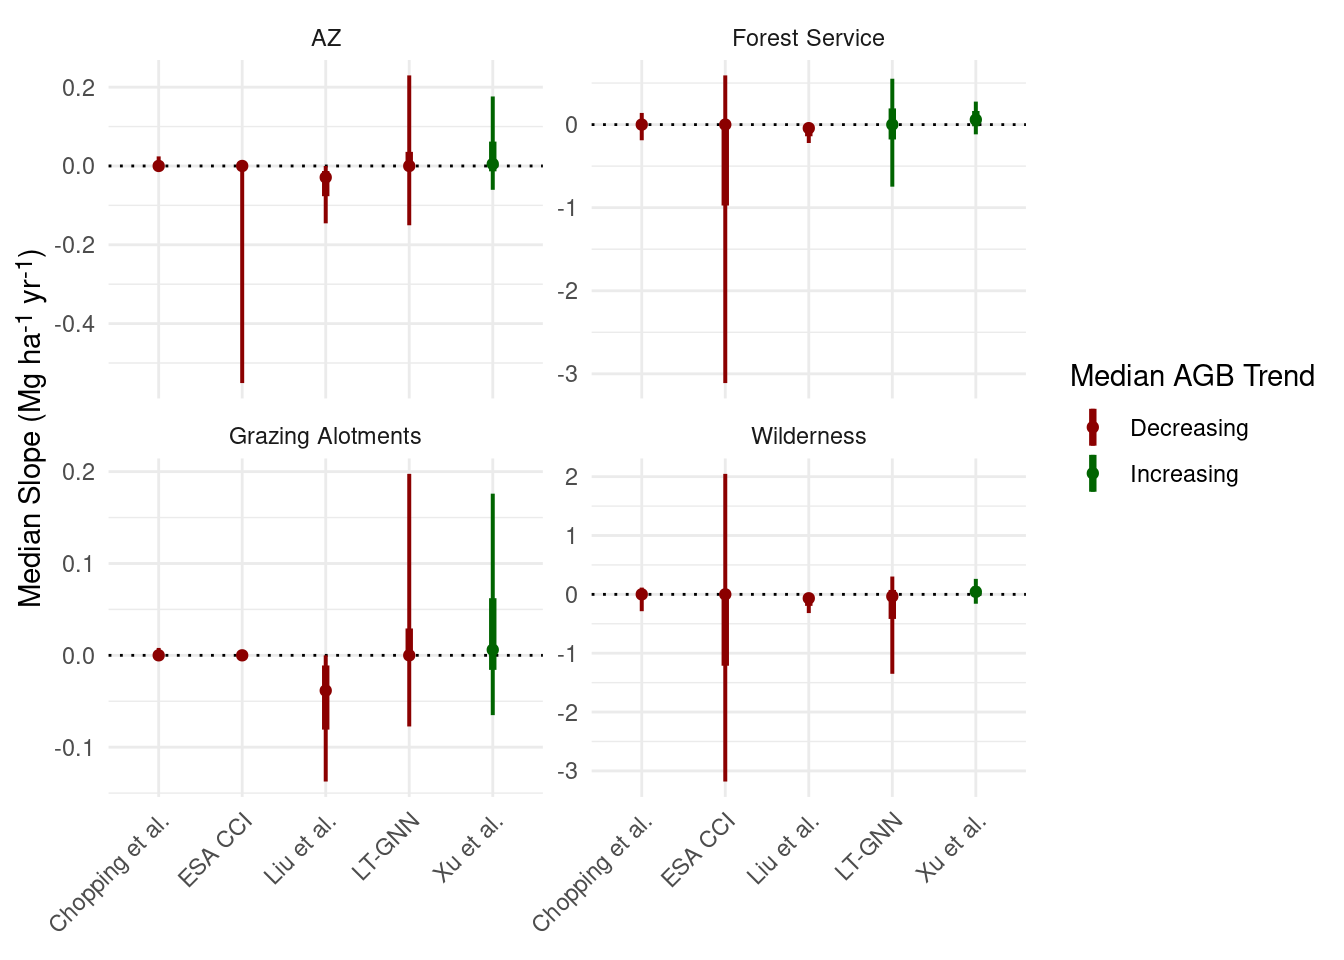 AZ
Forest Service
0.2
0.0
-0.2
-0.4
0
-1
-2
-3
Median Slope (Mg ha⁻¹ yr⁻¹)
Median AGB Trend
Decreasing
Increasing
Grazing Alotments
Wilderness
0.2
0.1
0.0
-0.1
2
1
0
-1
-2
-3
Chopping et al.
ESA CCI
Liu et al.
LT-GNN
Xu et al.
Chopping et al.
ESA CCI
Liu et al.
LT-GNN
Xu et al.